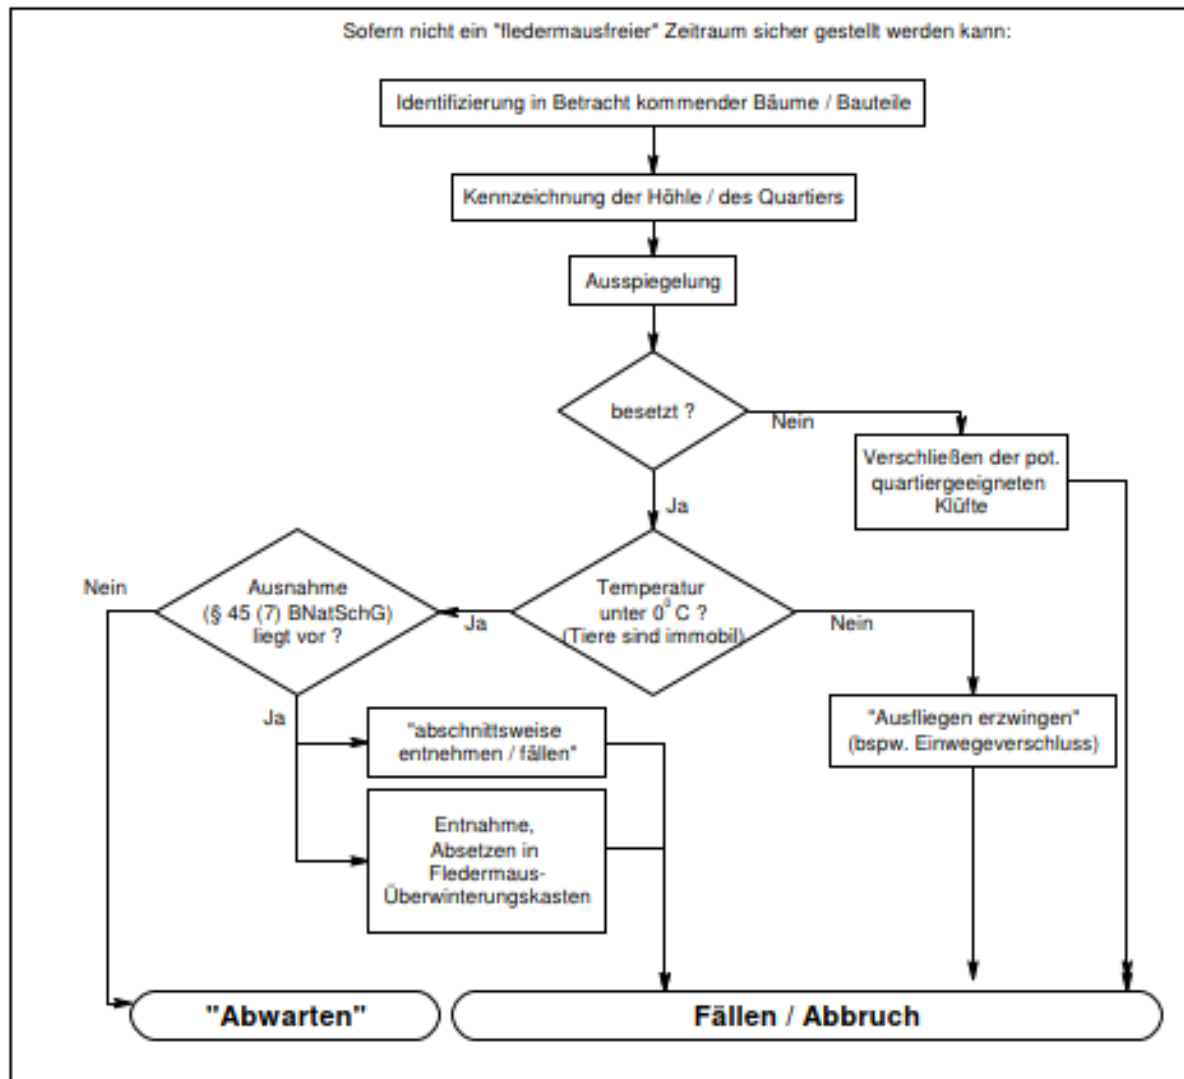 Sofern nicht ein "fledermausfreier" Zeitraum sicher gestellt werden kann:
Identifizierung in Betracht kommender Bäume / Bauteile
Kennzeichnung der Höhle / des Quartiers
Ausspiegelung
besetzt ?
Nein
Verschließen der pot.
quartiergeeigneten
Klüfte
Ja
Temperatur
unter 0° C ?
(Tiere sind immobil)
Ja
Nein
Ausnahme
(§ 45 (7) BNatSchG)
liegt vor ?
Nein
Ja
"Ausfliegen erzwingen"
(bspw. Einwegeverschluss)
"abschnittsweise
entnehmen / fällen"
Entnahme,
Absetzen in
Fledermaus-
Überwinterungskasten
"Abwarten"
Fällen / Abbruch